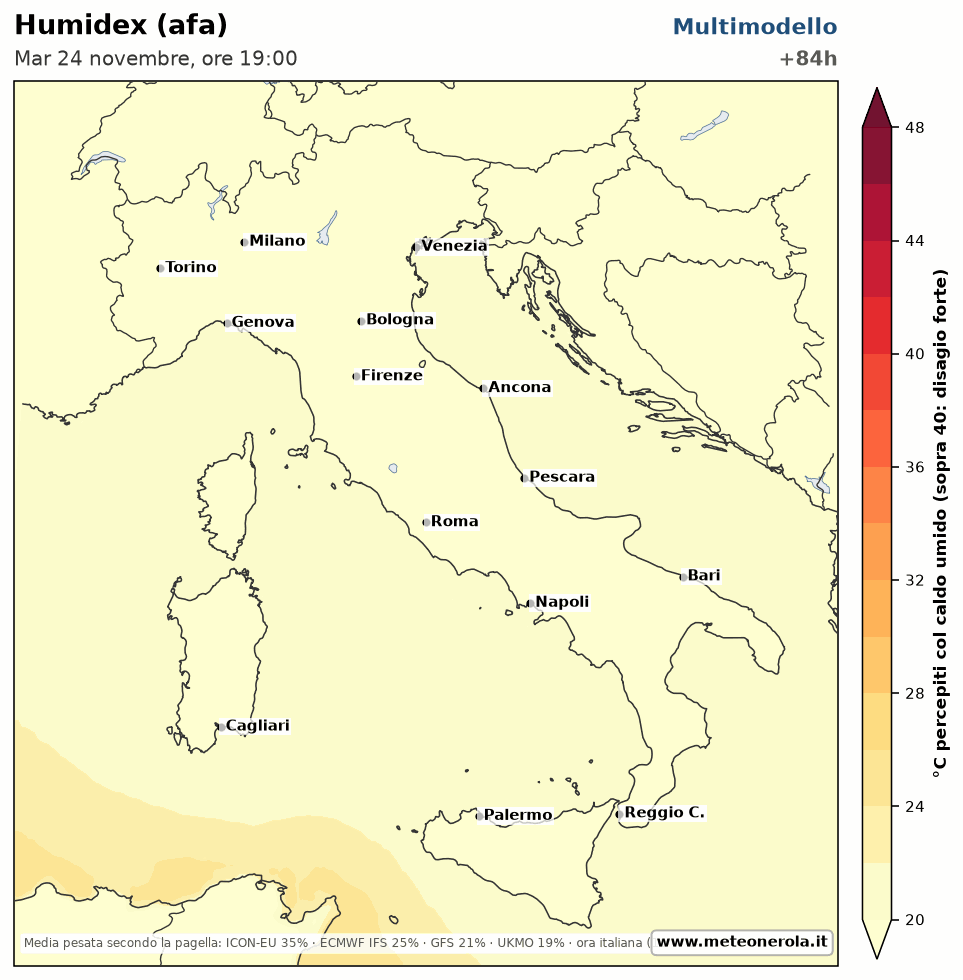 Humidex (afa)
Multimodello
Mar 24 novembre, ore 19:00
+84h
48
44
40
36
32
28
24
20
°C percepiti col caldo umido (sopra 40: disagio forte)
Milano
Venezia
Torino
Genova
Bologna
Firenze
Ancona
Pescara
Roma
Bari
Napoli
Cagliari
Palermo
Reggio C.
Media pesata secondo la pagella: ICON-EU 35% · ECMWF IFS 25% · GFS 21% · UKMO 19% · ora italiana (
www.meteonerola.it